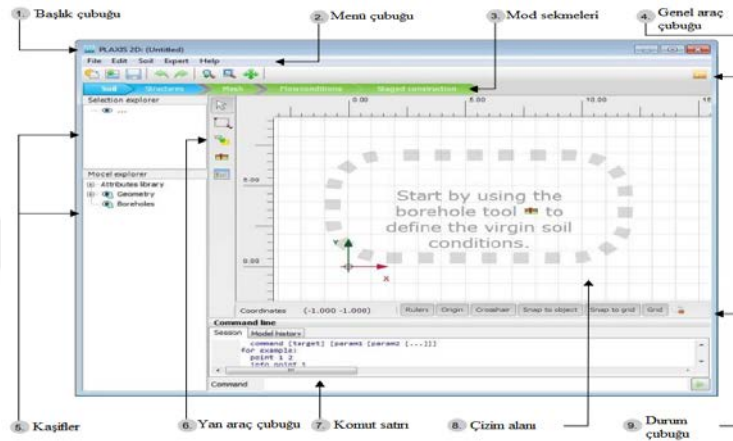 1. Başlık çubuğu
2. Menü çubuğu
3. Mod sekmeleri
4. Genel araç
çubuğu
PLAXIS 2D: (Untitled)
File Edit Soil Expert Help
Soil Structures Mesh Flow conditions Staged construction
Selection explorer
...
0.00 5.00 10.00 15
Model explorer
Attributes library
Geometry
Boreholes
5.00
Start by using the
borehole tool to
define the virgin soil
conditions.
Y
0.00
X
Coordinates (-1.000 -1.000) Rulers Origin Crosshair Snap to object Snap to grid Grid
Command line
Session Model history
command [target] [param1 [param2 [...]]]
for example:
point 1 2
info point 1
Command
5. Kaşifler
6. Yan araç çubuğu
7. Komut satırı
8. Çizim alanı
9. Durum
çubuğu